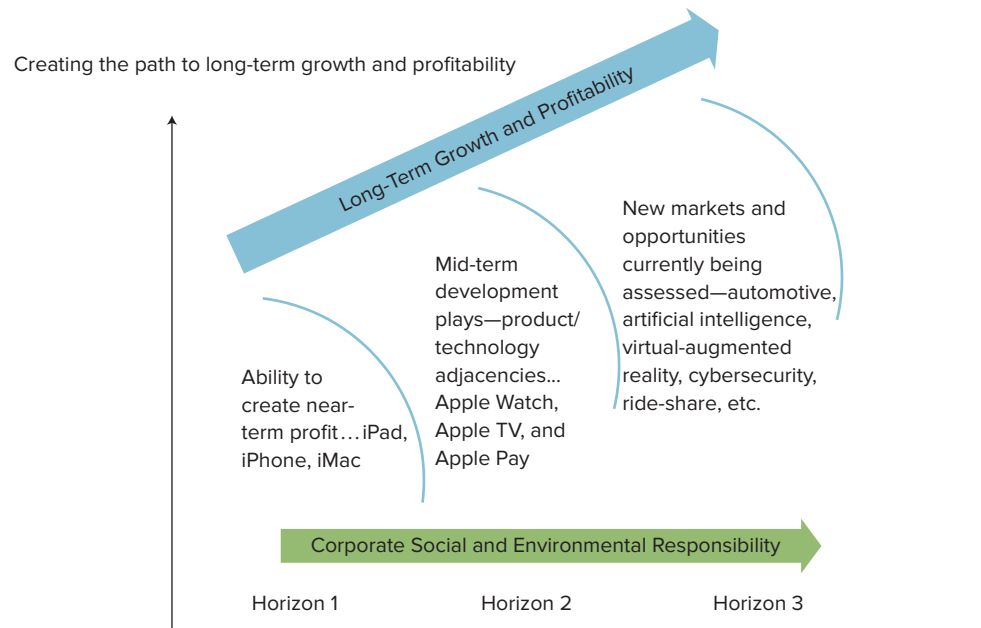 Creating the path to long-term growth and profitability
Long-Term Growth and Profitability
Ability to
create near-
term profit…iPad,
iPhone, iMac
Mid-term
development
plays—product/
technology
adjacencies...
Apple Watch,
Apple TV, and
Apple Pay
New markets and
opportunities
currently being
assessed—automotive,
artificial intelligence,
virtual-augmented
reality, cybersecurity,
ride-share, etc.
Corporate Social and Environmental Responsibility
Horizon 1
Horizon 2
Horizon 3